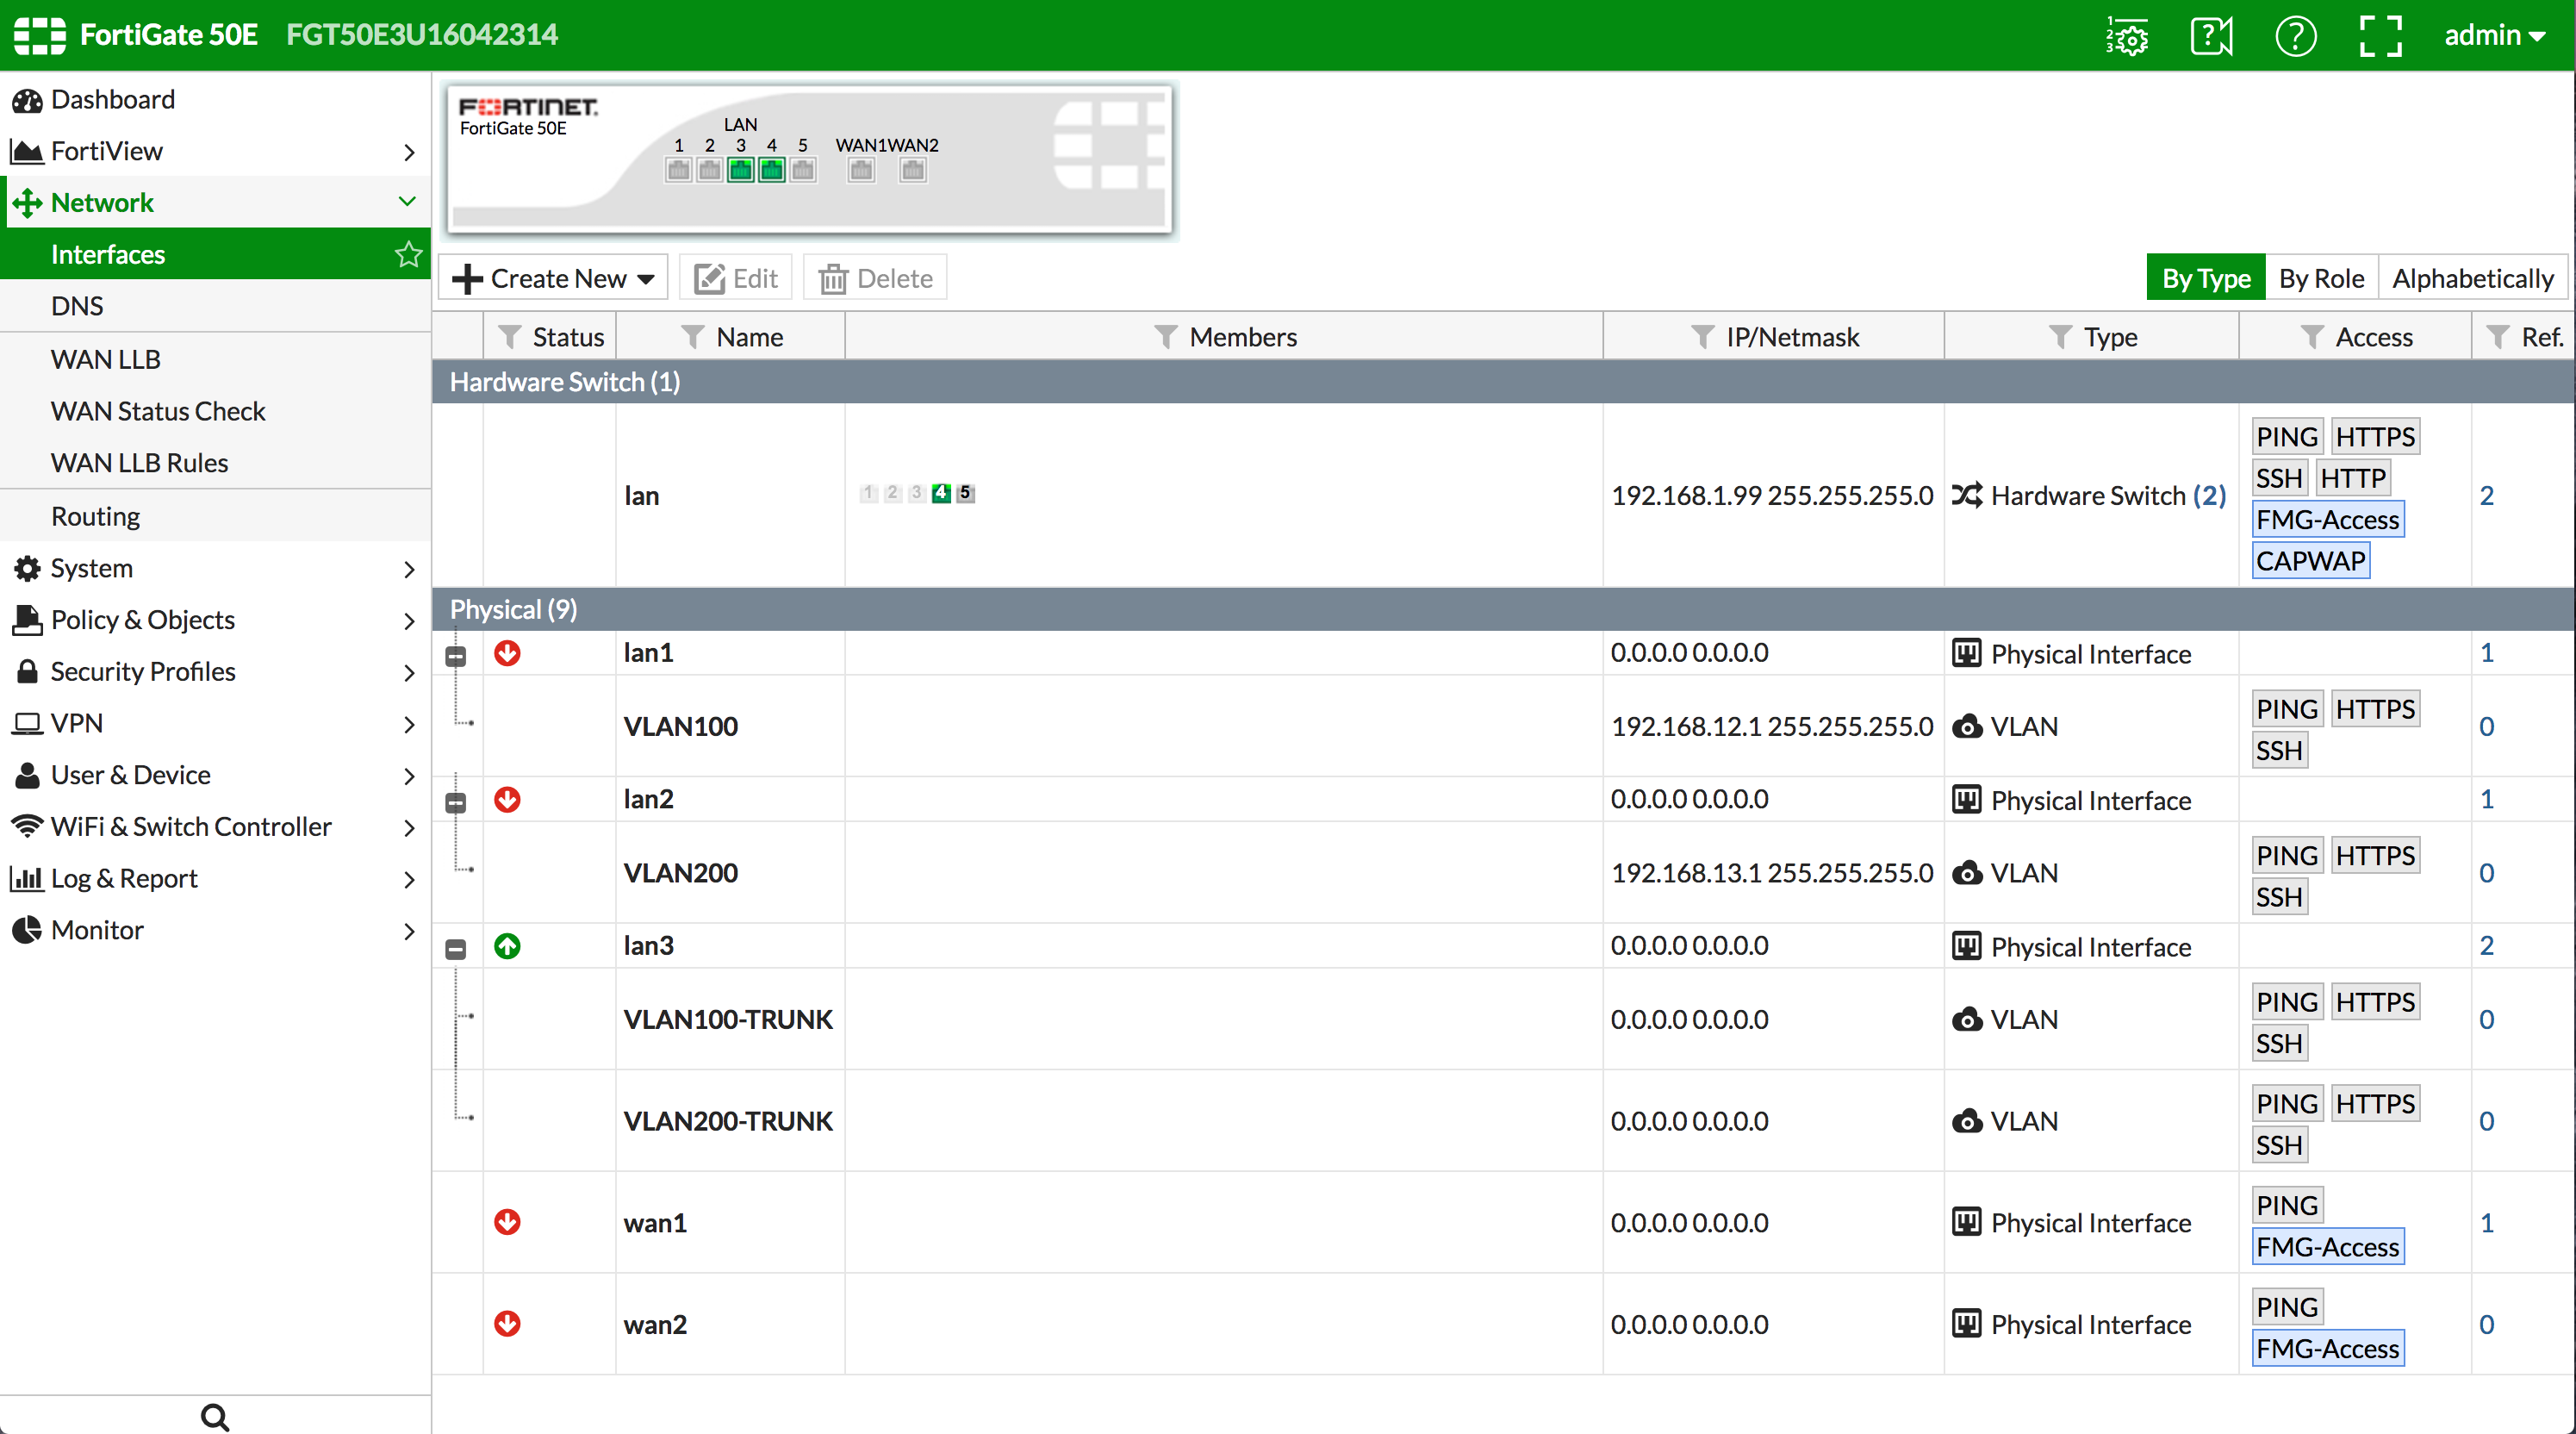 FortiGate 50E FGT50E3U16042314
1 2 3 ? ? admin
Dashboard
FortiView
Network
Interfaces
DNS
WAN LLB
WAN Status Check
WAN LLB Rules
Routing
System
Policy & Objects
Security Profiles
VPN
User & Device
WiFi & Switch Controller
Log & Report
Monitor
FORTINET.
FortiGate 50E
LAN
1 2 3 4 5 WAN1 WAN2
Create New Edit Delete By Type By Role Alphabetically
Status Name Members IP/Netmask Type Access Ref.
Hardware Switch (1)
lan 1 2 3 4 5 192.168.1.99 255.255.255.0 Hardware Switch (2) PING HTTPS 2
SSH HTTP
FMG-Access
CAPWAP
Physical (9)
lan1 0.0.0.0 0.0.0.0 Physical Interface 1
VLAN100 192.168.12.1 255.255.255.0 VLAN PING HTTPS 0
SSH
lan2 0.0.0.0 0.0.0.0 Physical Interface 1
VLAN200 192.168.13.1 255.255.255.0 VLAN PING HTTPS 0
SSH
lan3 0.0.0.0 0.0.0.0 Physical Interface 2
VLAN100-TRUNK 0.0.0.0 0.0.0.0 VLAN PING HTTPS 0
SSH
VLAN200-TRUNK 0.0.0.0 0.0.0.0 VLAN PING HTTPS 0
SSH
wan1 0.0.0.0 0.0.0.0 Physical Interface PING 1
FMG-Access
wan2 0.0.0.0 0.0.0.0 Physical Interface PING 0
FMG-Access